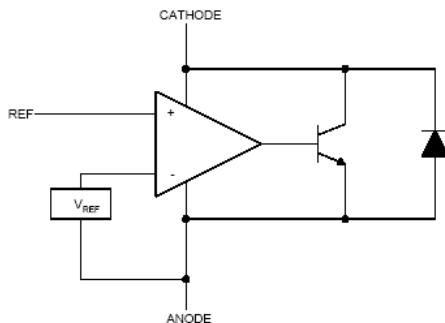 CATHODE
REF
+
-
VREF
ANODE